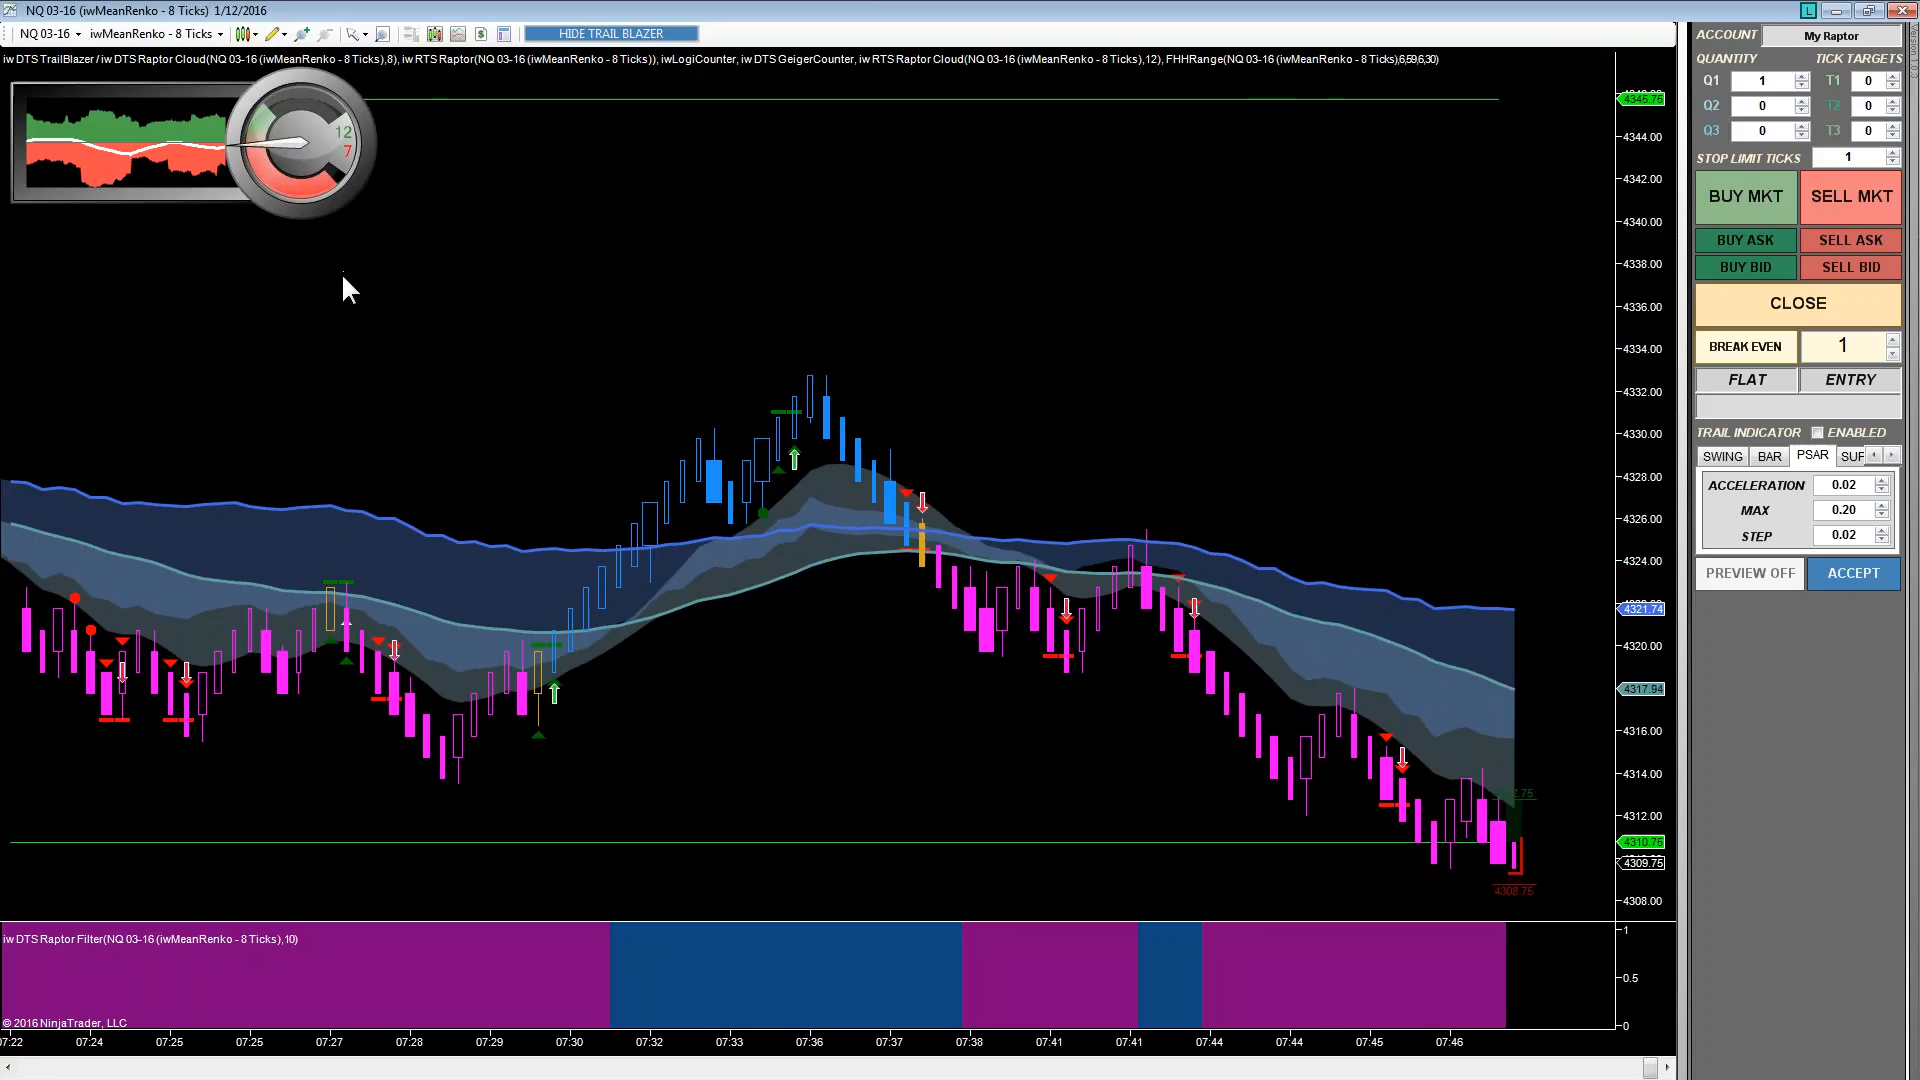 NQ 03-16 (iwMeanRenko - 8 Ticks)  1/12/2016
L
NQ 03-16 iwMeanRenko - 8 Ticks HIDE TRAIL BLAZER
iw DTS TrailBlazer / iw DTS Raptor Cloud(NQ 03-16 (iwMeanRenko - 8 Ticks),8), iw RTS Raptor(NQ 03-16 (iwMeanRenko - 8 Ticks)), iwLogiCounter, iw DTS GeigerCounter, iw RTS Raptor Cloud(NQ 03-16 (iwMeanRenko - 8 Ticks),12), FHHRange(NQ 03-16 (iwMeanRenko - 8 Ticks),6,59,6,30)
12
7
4345.75
4344.00
4342.00
4340.00
4338.00
4336.00
4334.00
4332.00
4330.00
4328.00
4326.00
4324.00
4321.74
4320.00
4317.94
4316.00
4314.00
4312.00
4310.75
4309.75
4308.00
2.75
4308.75
iw DTS Raptor Filter(NQ 03-16 (iwMeanRenko - 8 Ticks),10)
1
0.5
0
© 2016 NinjaTrader, LLC
07:22 07:24 07:25 07:25 07:27 07:28 07:29 07:30 07:32 07:33 07:36 07:37 07:38 07:41 07:41 07:44 07:44 07:45 07:46
Version 1.0.3
ACCOUNT My Raptor
QUANTITY TICK TARGETS
Q1 1 T1 0
Q2 0 T2 0
Q3 0 T3 0
STOP LIMIT TICKS 1
BUY MKT SELL MKT
BUY ASK SELL ASK
BUY BID SELL BID
CLOSE
BREAK EVEN 1
FLAT ENTRY
TRAIL INDICATOR ENABLED
SWING BAR PSAR SUF
ACCELERATION 0.02
MAX 0.20
STEP 0.02
PREVIEW OFF ACCEPT